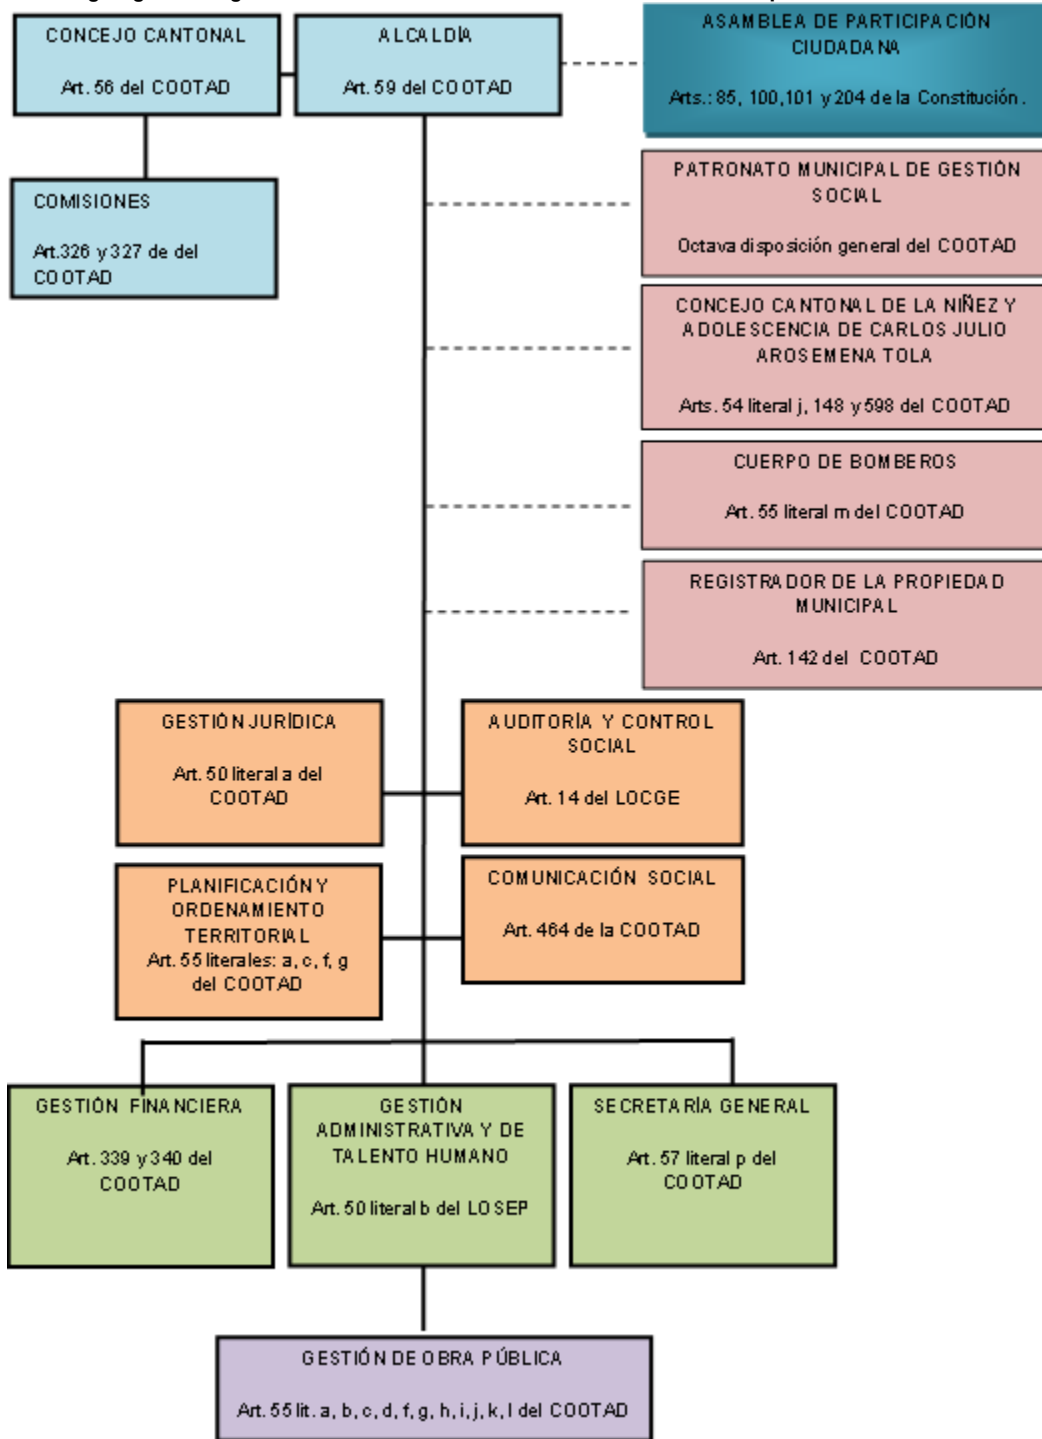 CONCEJO CANTONAL
Art. 56 del COOTAD
ALCALDÍA
Art. 59 del COOTAD
ASAMBLEA DE PARTICIPACIÓN
CIUDADANA
Arts.: 85, 100,101 y 204 de la Constitución.
COMISIONES
Art.326 y 327 de del
COOTAD
PATRONATO MUNICIPAL DE GESTIÓN
SOCIAL
Octava disposición general del COOTAD
CONCEJO CANTONAL DE LA NIÑEZ Y
ADOLESCENCIA DE CARLOS JULIO
AROSEMENA TOLA
Arts. 54 literal j, 148 y 598 del COOTAD
CUERPO DE BOMBEROS
Art. 55 literal m del COOTAD
REGISTRADOR DE LA PROPIEDAD
MUNICIPAL
Art. 142 del COOTAD
GESTIÓN JURÍDICA
Art. 50 literal a del
COOTAD
AUDITORÍA Y CONTROL
SOCIAL
Art. 14 del LOCGE
PLANIFICACIÓN Y
ORDENAMIENTO
TERRITORIAL
Art. 55 literales: a, c, f, g
del COOTAD
COMUNICACIÓN SOCIAL
Art. 464 de la COOTAD
GESTIÓN FINANCIERA
Art. 339 y 340 del
COOTAD
GESTIÓN
ADMINISTRATIVA Y DE
TALENTO HUMANO
Art. 50 literal b del LOSEP
SECRETARÍA GENERAL
Art. 57 literal p del
COOTAD
GESTIÓN DE OBRA PÚBLICA
Art. 55 lit. a, b, c, d, f, g, h, i, j, k, l del COOTAD